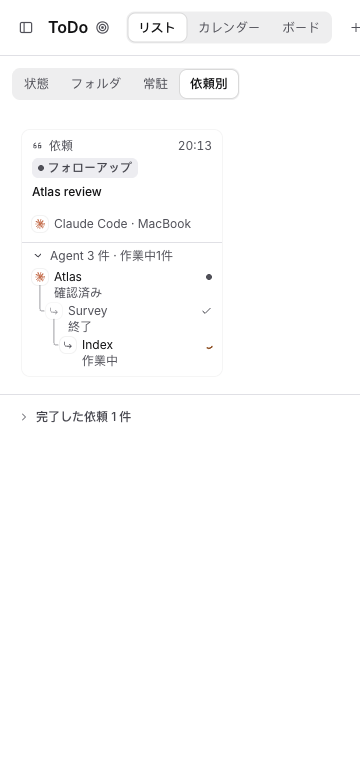 ToDo
リスト
カレンダー
ボード
状態
フォルダ
常駐
依頼別
依頼
20:13
フォローアップ
Atlas review
Claude Code · MacBook
Agent 3 件 · 作業中1件
Atlas
確認済み
Survey
終了
Index
作業中
完了した依頼 1 件